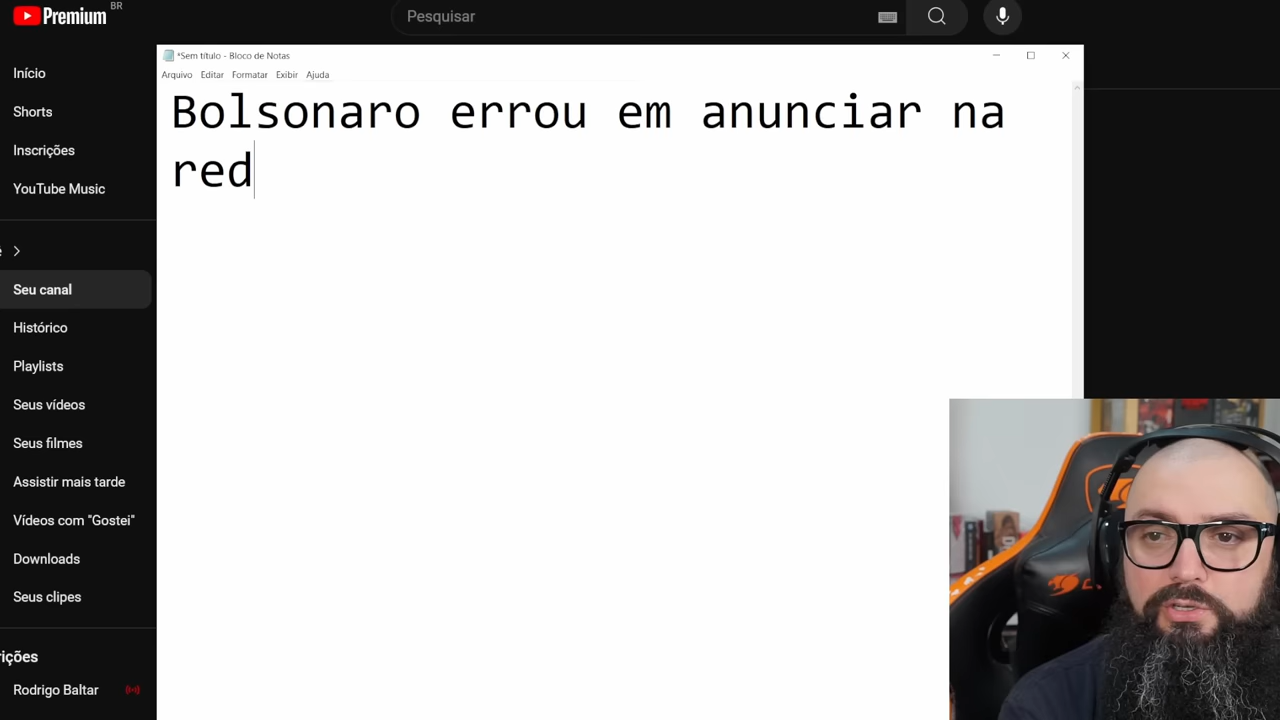 Premium BR
Pesquisar
*Sem título - Bloco de Notas
Arquivo Editar Formatar Exibir Ajuda
Bolsonaro errou em anunciar na
red
Início
Shorts
Inscrições
YouTube Music
Seu canal
Histórico
Playlists
Seus vídeos
Seus filmes
Assistir mais tarde
Vídeos com "Gostei"
Downloads
Seus clipes
rições
Rodrigo Baltar